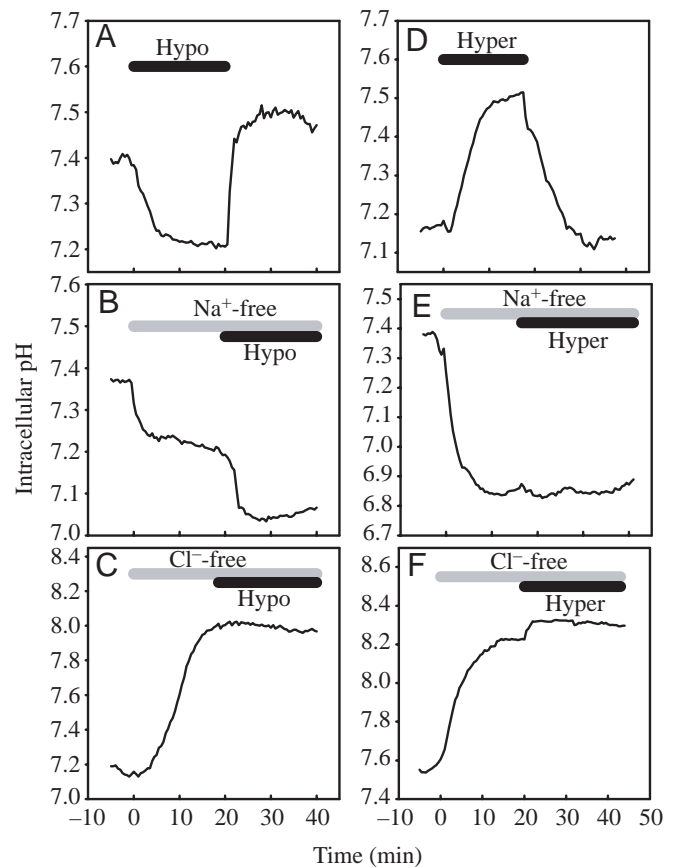 A
Hypo
7.7
7.6
7.5
7.4
7.3
7.2
D
Hyper
7.7
7.6
7.5
7.4
7.3
7.2
7.1
B
Na⁺-free
Hypo
7.6
7.5
7.4
7.3
7.2
7.1
7.0
E
Na⁺-free
Hyper
7.5
7.4
7.3
7.2
7.1
7.0
6.9
6.8
6.7
Intracellular pH
C
Cl⁻-free
Hypo
8.4
8.2
8.0
7.8
7.6
7.4
7.2
7.0
–10 0 10 20 30 40
F
Cl⁻-free
Hyper
8.6
8.4
8.2
8.0
7.8
7.6
7.4
0 10 20 30 40 50
Time (min)